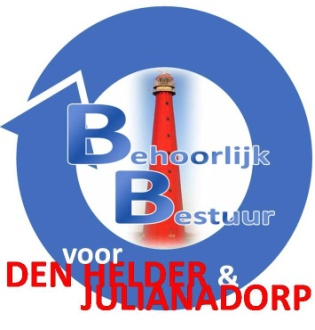 Behoorlijk
Bestuur
voor
DEN HELDER &
JULIANADORP